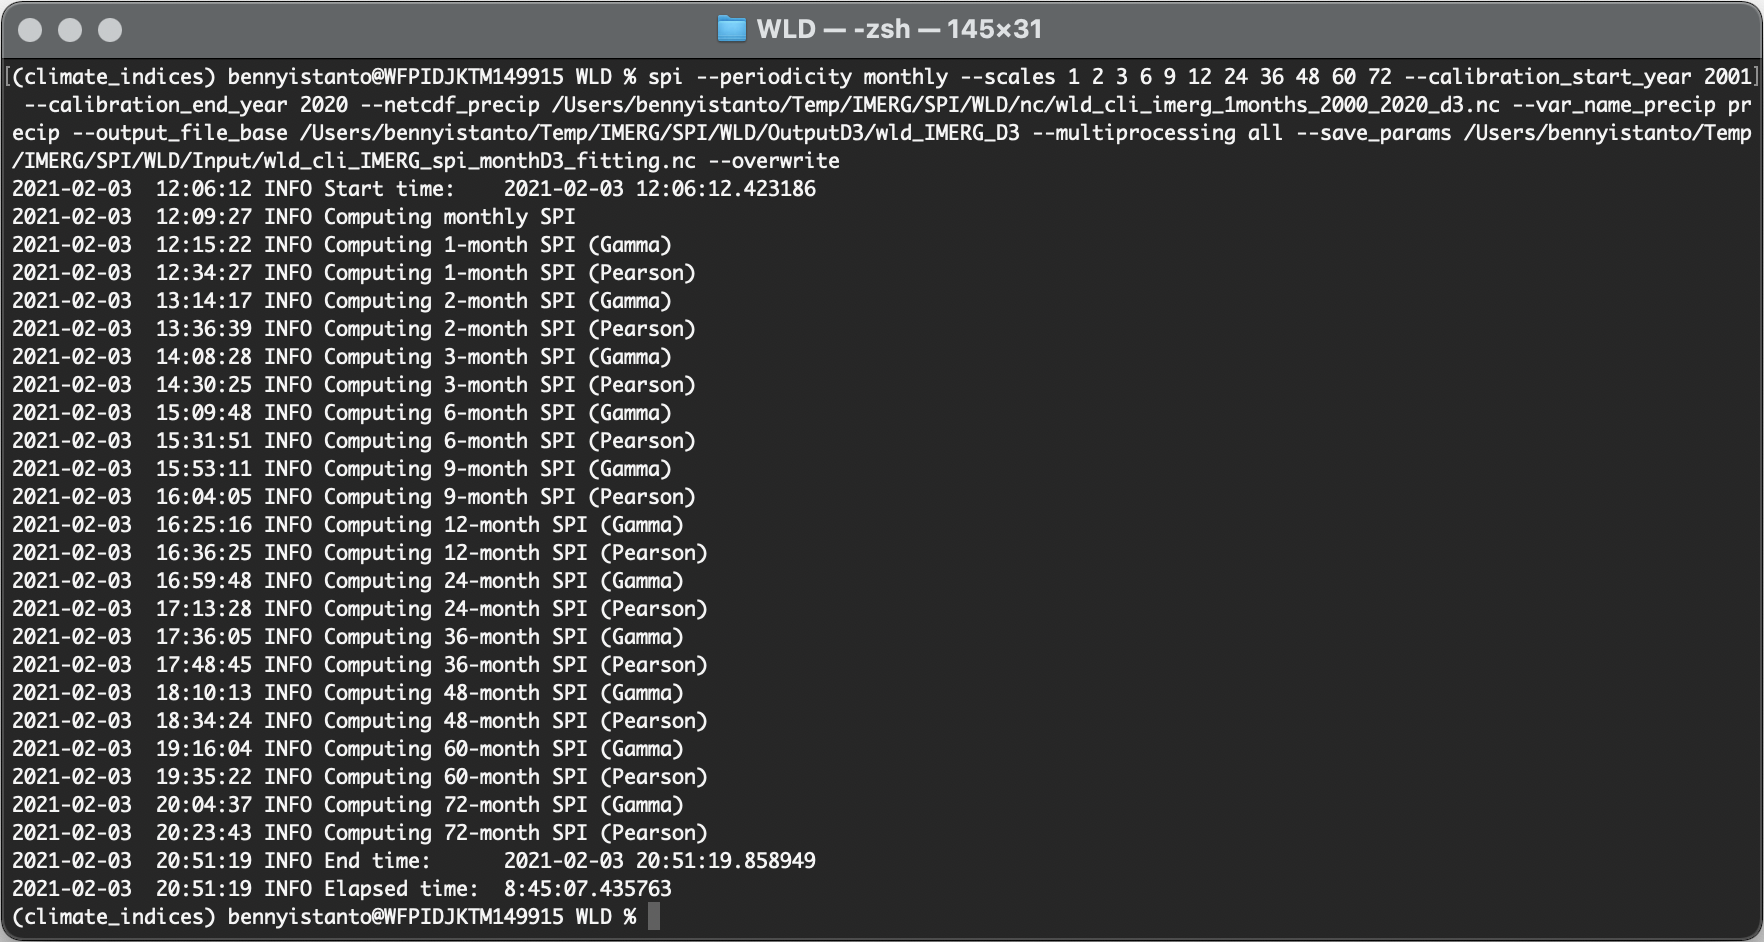 WLD — -zsh — 145×31
(climate_indices) bennyistanto@WFPIDJKTM149915 WLD % spi --periodicity monthly --scales 1 2 3 6 9 12 24 36 48 60 72 --calibration_start_year 2001
--calibration_end_year 2020 --netcdf_precip /Users/bennyistanto/Temp/IMERG/SPI/WLD/nc/wld_cli_imerg_1months_2000_2020_d3.nc --var_name_precip pr
ecip --output_file_base /Users/bennyistanto/Temp/IMERG/SPI/WLD/OutputD3/wld_IMERG_D3 --multiprocessing all --save_params /Users/bennyistanto/Temp
/IMERG/SPI/WLD/Input/wld_cli_IMERG_spi_monthD3_fitting.nc --overwrite
2021-02-03  12:06:12 INFO Start time:    2021-02-03 12:06:12.423186
2021-02-03  12:09:27 INFO Computing monthly SPI
2021-02-03  12:15:22 INFO Computing 1-month SPI (Gamma)
2021-02-03  12:34:27 INFO Computing 1-month SPI (Pearson)
2021-02-03  13:14:17 INFO Computing 2-month SPI (Gamma)
2021-02-03  13:36:39 INFO Computing 2-month SPI (Pearson)
2021-02-03  14:08:28 INFO Computing 3-month SPI (Gamma)
2021-02-03  14:30:25 INFO Computing 3-month SPI (Pearson)
2021-02-03  15:09:48 INFO Computing 6-month SPI (Gamma)
2021-02-03  15:31:51 INFO Computing 6-month SPI (Pearson)
2021-02-03  15:53:11 INFO Computing 9-month SPI (Gamma)
2021-02-03  16:04:05 INFO Computing 9-month SPI (Pearson)
2021-02-03  16:25:16 INFO Computing 12-month SPI (Gamma)
2021-02-03  16:36:25 INFO Computing 12-month SPI (Pearson)
2021-02-03  16:59:48 INFO Computing 24-month SPI (Gamma)
2021-02-03  17:13:28 INFO Computing 24-month SPI (Pearson)
2021-02-03  17:36:05 INFO Computing 36-month SPI (Gamma)
2021-02-03  17:48:45 INFO Computing 36-month SPI (Pearson)
2021-02-03  18:10:13 INFO Computing 48-month SPI (Gamma)
2021-02-03  18:34:24 INFO Computing 48-month SPI (Pearson)
2021-02-03  19:16:04 INFO Computing 60-month SPI (Gamma)
2021-02-03  19:35:22 INFO Computing 60-month SPI (Pearson)
2021-02-03  20:04:37 INFO Computing 72-month SPI (Gamma)
2021-02-03  20:23:43 INFO Computing 72-month SPI (Pearson)
2021-02-03  20:51:19 INFO End time:      2021-02-03 20:51:19.858949
2021-02-03  20:51:19 INFO Elapsed time:  8:45:07.435763
(climate_indices) bennyistanto@WFPIDJKTM149915 WLD %